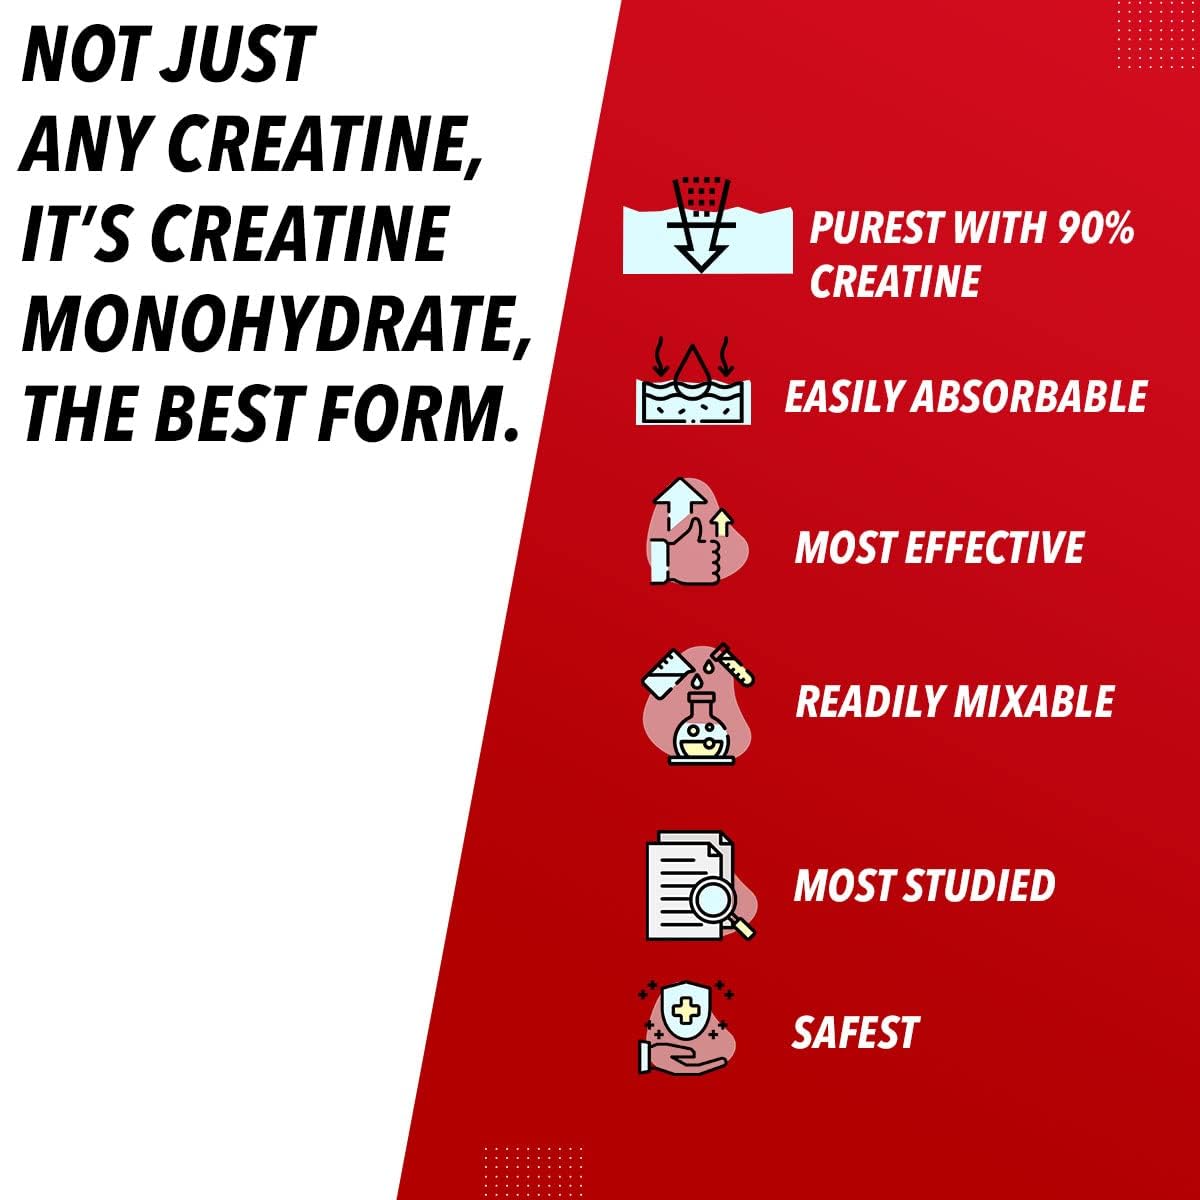 NOT JUST
ANY CREATINE,
IT’S CREATINE
MONOHYDRATE,
THE BEST FORM.
PUREST WITH 90%
CREATINE
EASILY ABSORBABLE
MOST EFFECTIVE
READILY MIXABLE
MOST STUDIED
SAFEST